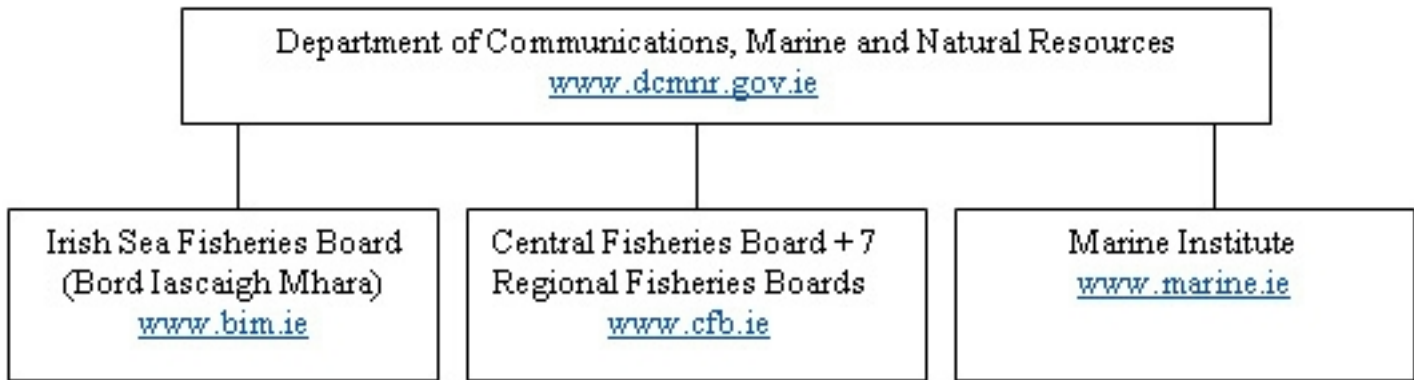 Department of Communications, Marine and Natural Resources
www.dcmnr.gov.ie
Irish Sea Fisheries Board
(Bord Iascaigh Mhara)
www.bim.ie
Central Fisheries Board + 7
Regional Fisheries Boards
www.cfb.ie
Marine Institute
www.marine.ie